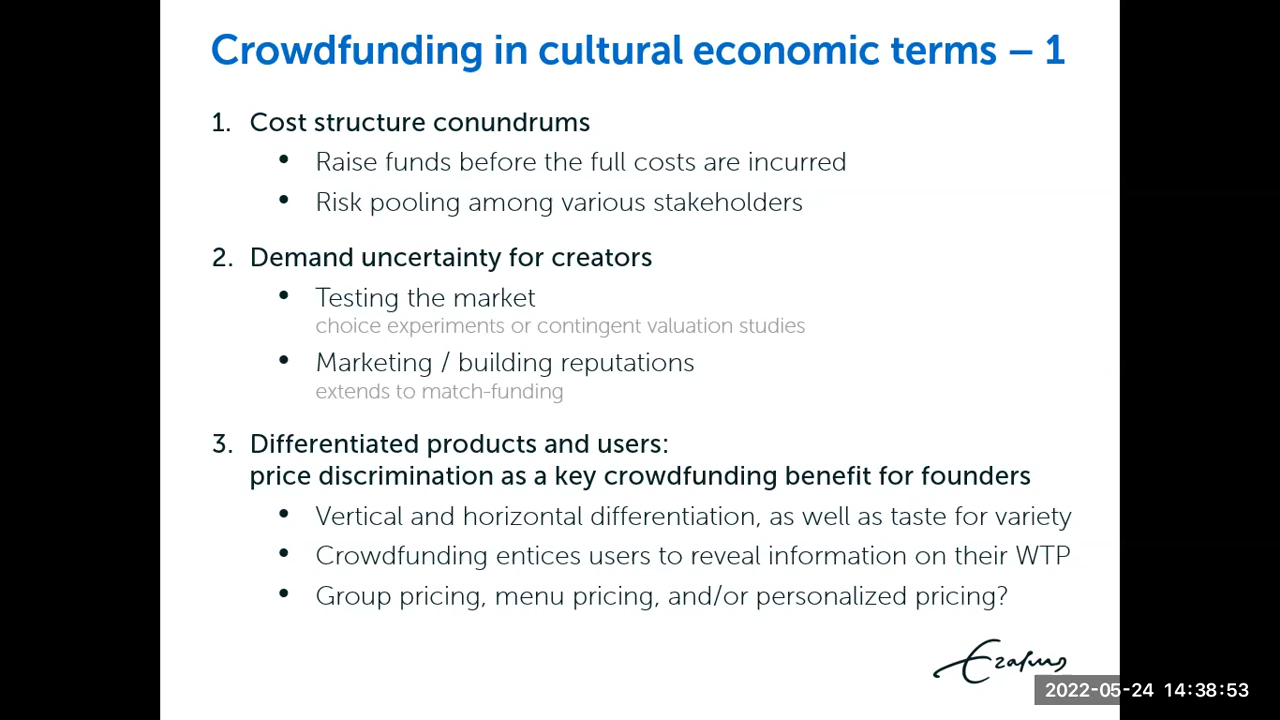 Crowdfunding in cultural economic terms – 1
1. Cost structure conundrums
• Raise funds before the full costs are incurred
• Risk pooling among various stakeholders
2. Demand uncertainty for creators
• Testing the market
choice experiments or contingent valuation studies
• Marketing / building reputations
extends to match-funding
3. Differentiated products and users:
price discrimination as a key crowdfunding benefit for founders
• Vertical and horizontal differentiation, as well as taste for variety
• Crowdfunding entices users to reveal information on their WTP
• Group pricing, menu pricing, and/or personalized pricing?
Erasmus
2022-05-24 14:38:53